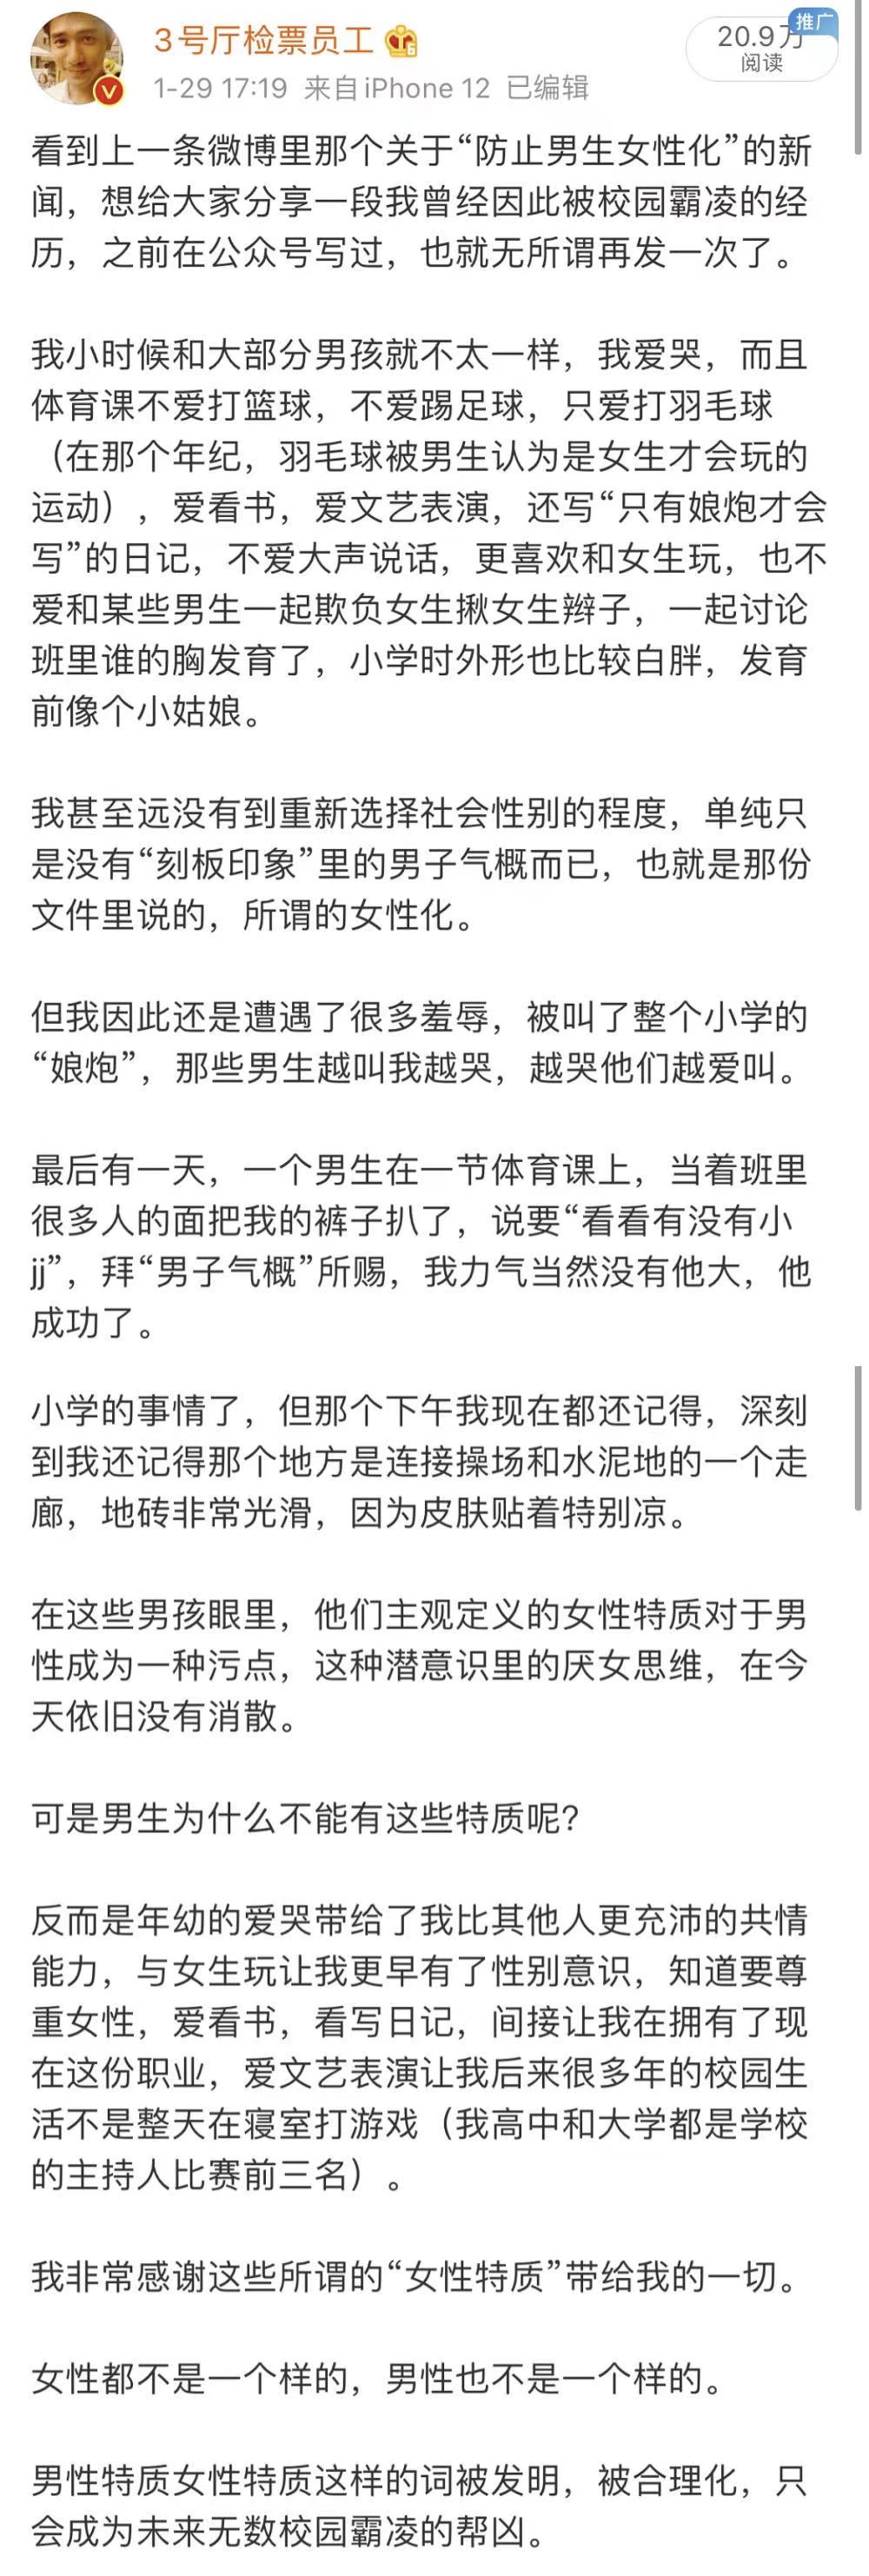 3号厅检票员工
推广
20.9万
阅读
1-29 17:19 来自 iPhone 12 已编辑
看到上一条微博里那个关于“防止男生女性化”的新
闻，想给大家分享一段我曾经因此被校园霸凌的经
历，之前在公众号写过，也就无所谓再发一次了。
我小时候和大部分男孩就不太一样，我爱哭，而且
体育课不爱打篮球，不爱踢足球，只爱打羽毛球
（在那个年纪，羽毛球被男生认为是女生才会玩的
运动），爱看书，爱文艺表演，还写“只有娘炮才会
写”的日记，不爱大声说话，更喜欢和女生玩，也不
爱和某些男生一起欺负女生揪女生辫子，一起讨论
班里谁的胸发育了，小学时外形也比较白胖，发育
前像个小姑娘。
我甚至远没有到重新选择社会性别的程度，单纯只
是没有“刻板印象”里的男子气概而已，也就是那份
文件里说的，所谓的女性化。
但我因此还是遭遇了很多羞辱，被叫了整个小学的
“娘炮”，那些男生越叫我越哭，越哭他们越爱叫。
最后有一天，一个男生在一节体育课上，当着班里
很多人的面把我的裤子扒了，说要“看看有没有小
jj”，拜“男子气概”所赐，我力气当然没有他大，他
成功了。
小学的事情了，但那个下午我现在都还记得，深刻
到我还记得那个地方是连接操场和水泥地的一个走
廊，地砖非常光滑，因为皮肤贴着特别凉。
在这些男孩眼里，他们主观定义的女性特质对于男
性成为一种污点，这种潜意识里的厌女思维，在今
天依旧没有消散。
可是男生为什么不能有这些特质呢？
反而是年幼的爱哭带给了我比其他人更充沛的共情
能力，与女生玩让我更早有了性别意识，知道要尊
重女性，爱看书，看写日记，间接让我在拥有了现
在这份职业，爱文艺表演让我后来很多年的校园生
活不是整天在寝室打游戏（我高中和大学都是学校
的主持人比赛前三名）。
我非常感谢这些所谓的“女性特质”带给我的一切。
女性都不是一个样的，男性也不是一个样的。
男性特质女性特质这样的词被发明，被合理化，只
会成为未来无数校园霸凌的帮凶。